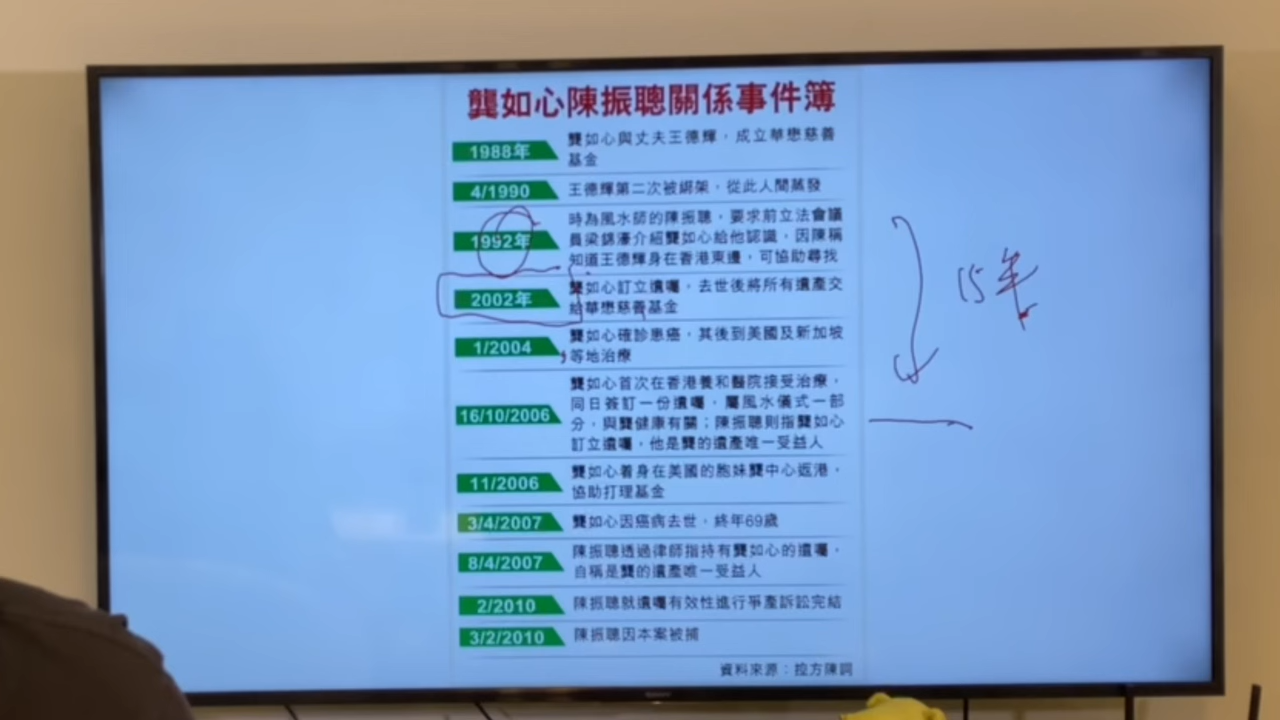 龔如心陳振聰關係事件簿
1988年
龔如心與丈夫王德輝，成立華懋慈善
基金
4/1990
王德輝第二次被綁架，從此人間蒸發
1992年
時為風水師的陳振聰，要求前立法會議
員梁錦濠介紹龔如心給他認識，因陳稱
知道王德輝身在香港東邊，可協助尋找
2002年
龔如心訂立遺囑，去世後將所有遺產交
給華懋慈善基金
1/2004
龔如心確診患癌，其後到美國及新加坡
等地治療
16/10/2006
龔如心首次在香港養和醫院接受治療，
同日簽訂一份遺囑，屬風水儀式一部
分，與龔健康有關；陳振聰則指龔如心
訂立遺囑，他是龔的遺產唯一受益人
11/2006
龔如心着身在美國的胞妹龔中心返港，
協助打理基金
3/4/2007
龔如心因癌病去世，終年69歲
8/4/2007
陳振聰透過律師指持有龔如心的遺囑，
自稱是龔的遺產唯一受益人
2/2010
陳振聰就遺囑有效性進行爭產訴訟完結
3/2/2010
陳振聰因本案被捕
資料來源：控方陳詞
15年